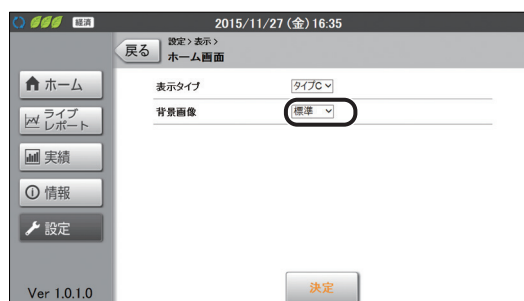 経済
2015/11/27(金)16:35
戻る
設定>表示>
ホーム画面
ホーム
ライブ
レポート
実績
情報
設定
表示タイプ
タイプC
背景画像
標準
決定
Ver 1.0.1.0